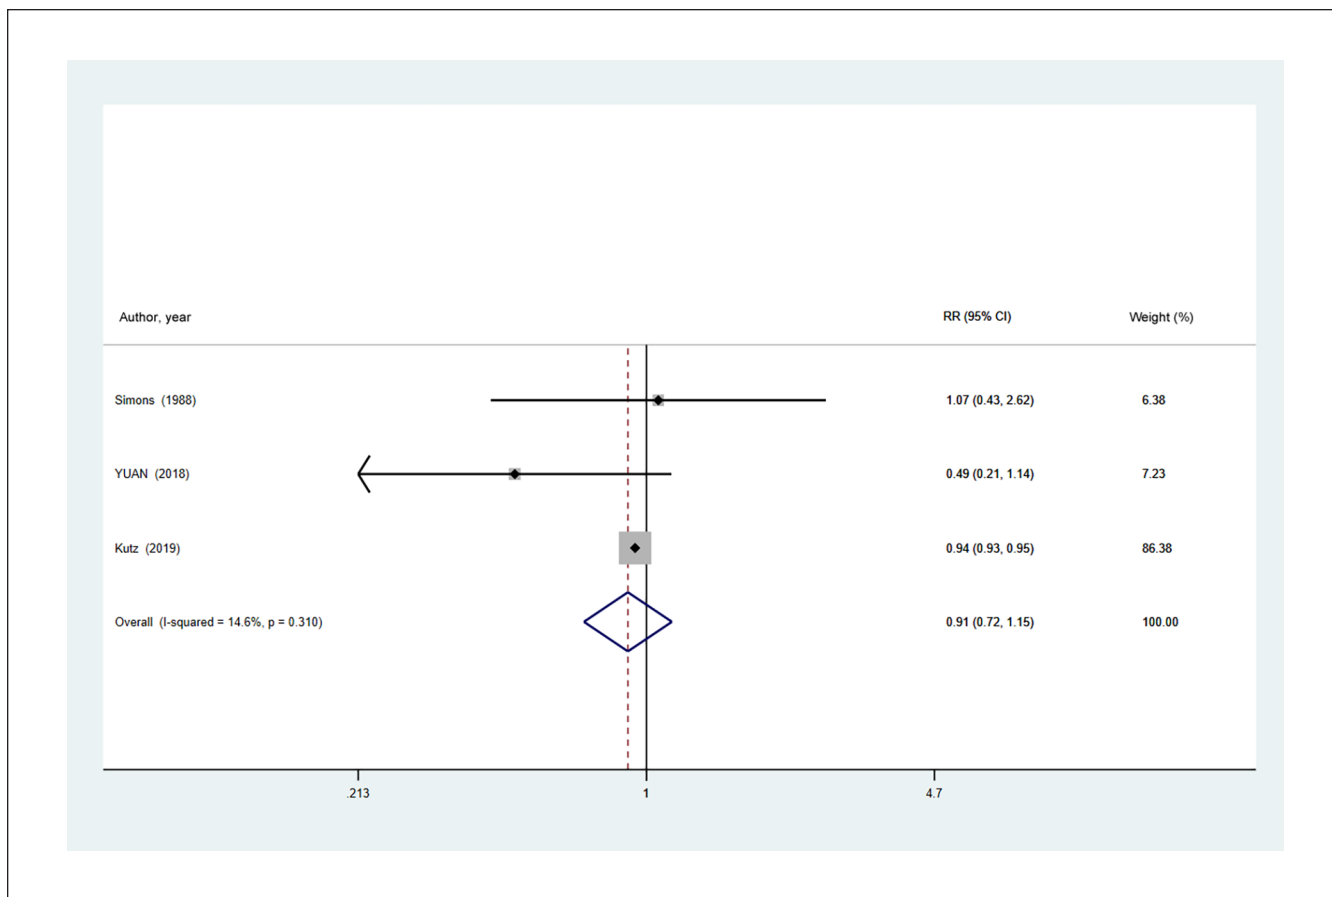 Author, year RR (95% CI) Weight (%)
Simons (1988) 1.07 (0.43, 2.62) 6.38
YUAN (2018) 0.49 (0.21, 1.14) 7.23
Kutz (2019) 0.94 (0.93, 0.95) 86.38
Overall (I-squared = 14.6%, p = 0.310) 0.91 (0.72, 1.15) 100.00
.213 1 4.7